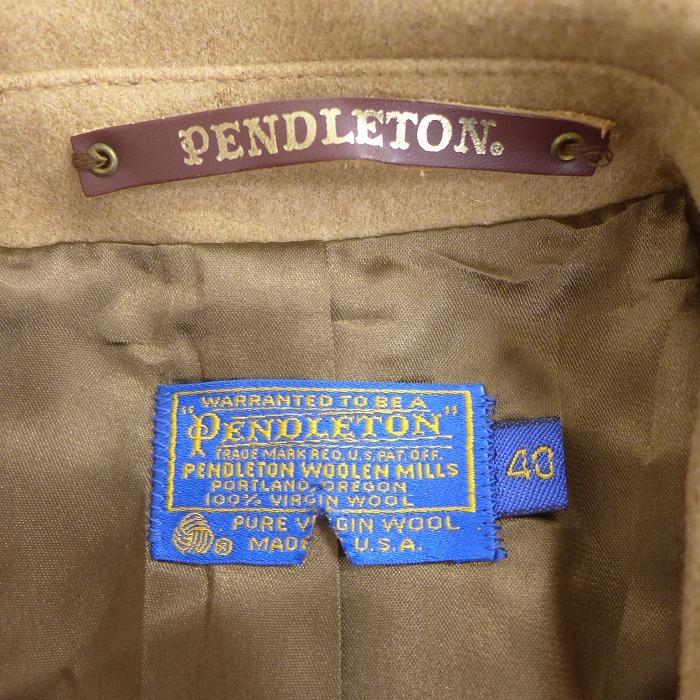 PENDLETON®
WARRANTED TO BE A
"PENDLETON"
TRADE MARK REG. U.S. PAT. OFF.
PENDLETON WOOLEN MILLS
PORTLAND, OREGON
100% VIRGIN WOOL
PURE VIRGIN WOOL
® MADE U.S.A.
40